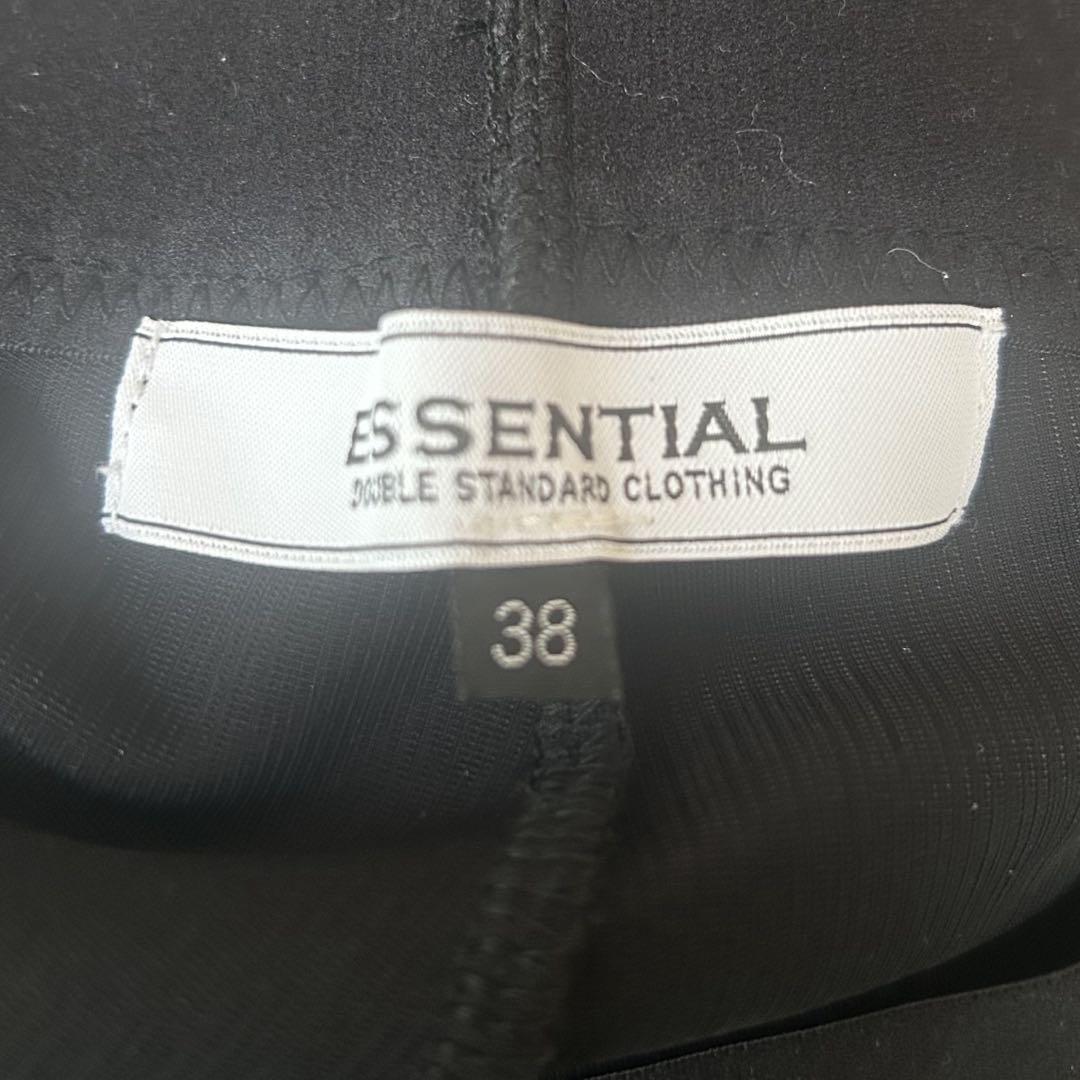 ESSENTIAL
DOUBLE STANDARD CLOTHING
38